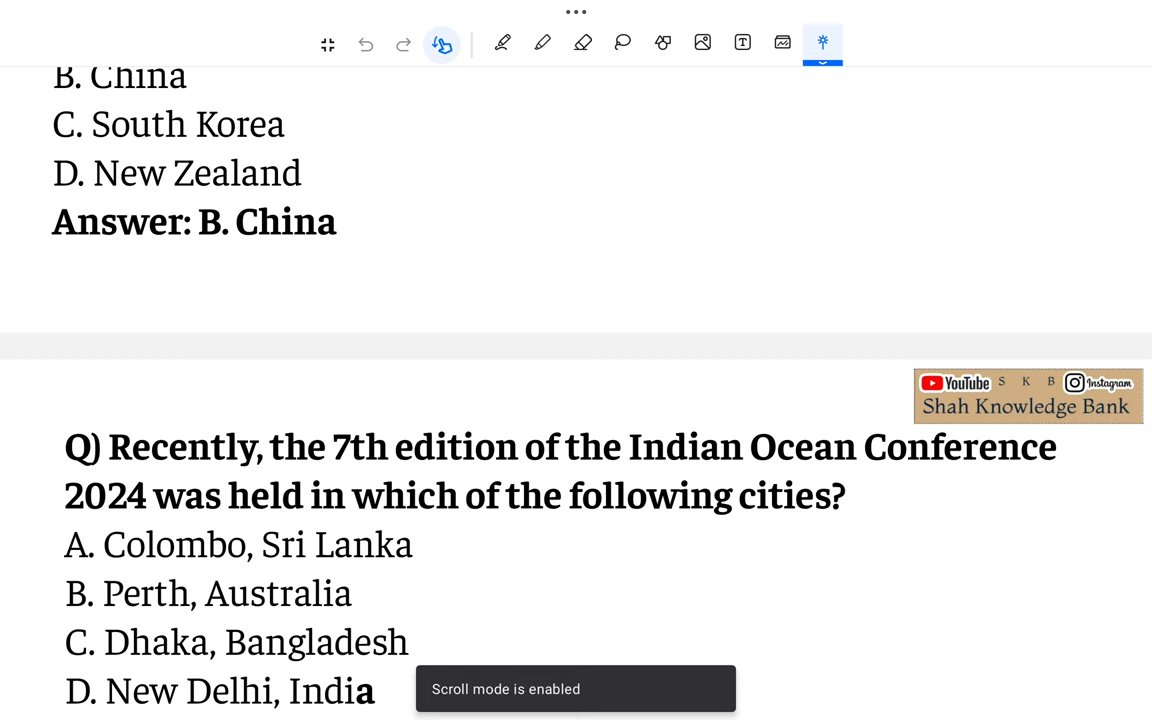 B. China
C. South Korea
D. New Zealand
Answer: B. China
YouTube S K B Instagram
Shah Knowledge Bank
Q) Recently, the 7th edition of the Indian Ocean Conference
2024 was held in which of the following cities?
A. Colombo, Sri Lanka
B. Perth, Australia
C. Dhaka, Bangladesh
D. New Delhi, India
Scroll mode is enabled